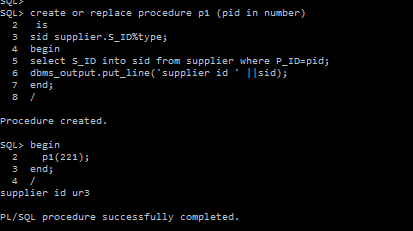 SQL>
SQL> create or replace procedure p1 (pid in number)
2 is
3 sid supplier.S_ID%type;
4 begin
5 select S_ID into sid from supplier where P_ID=pid;
6 dbms_output.put_line('supplier id ' ||sid);
7 end;
8 /
Procedure created.
SQL> begin
2 p1(221);
3 end;
4 /
supplier id ur3
PL/SQL procedure successfully completed.